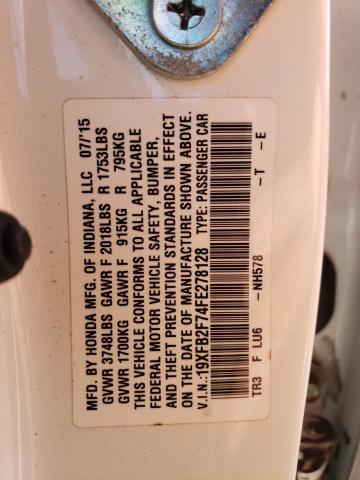 MFD. BY HONDA MFG. OF INDIANA, LLC 07/15
GVWR 3748LBS GAWR F 2018LBS R 1753LBS
GVWR 1700KG GAWR F 915KG R 795KG
THIS VEHICLE CONFORMS TO ALL APPLICABLE
FEDERAL MOTOR VEHICLE SAFETY, BUMPER,
AND THEFT PREVENTION STANDARDS IN EFFECT
ON THE DATE OF MANUFACTURE SHOWN ABOVE.
V.I.N.:19XFB2F74FE278128 TYPE: PASSENGER CAR
TR3 F LU6 -NH578 -T -E